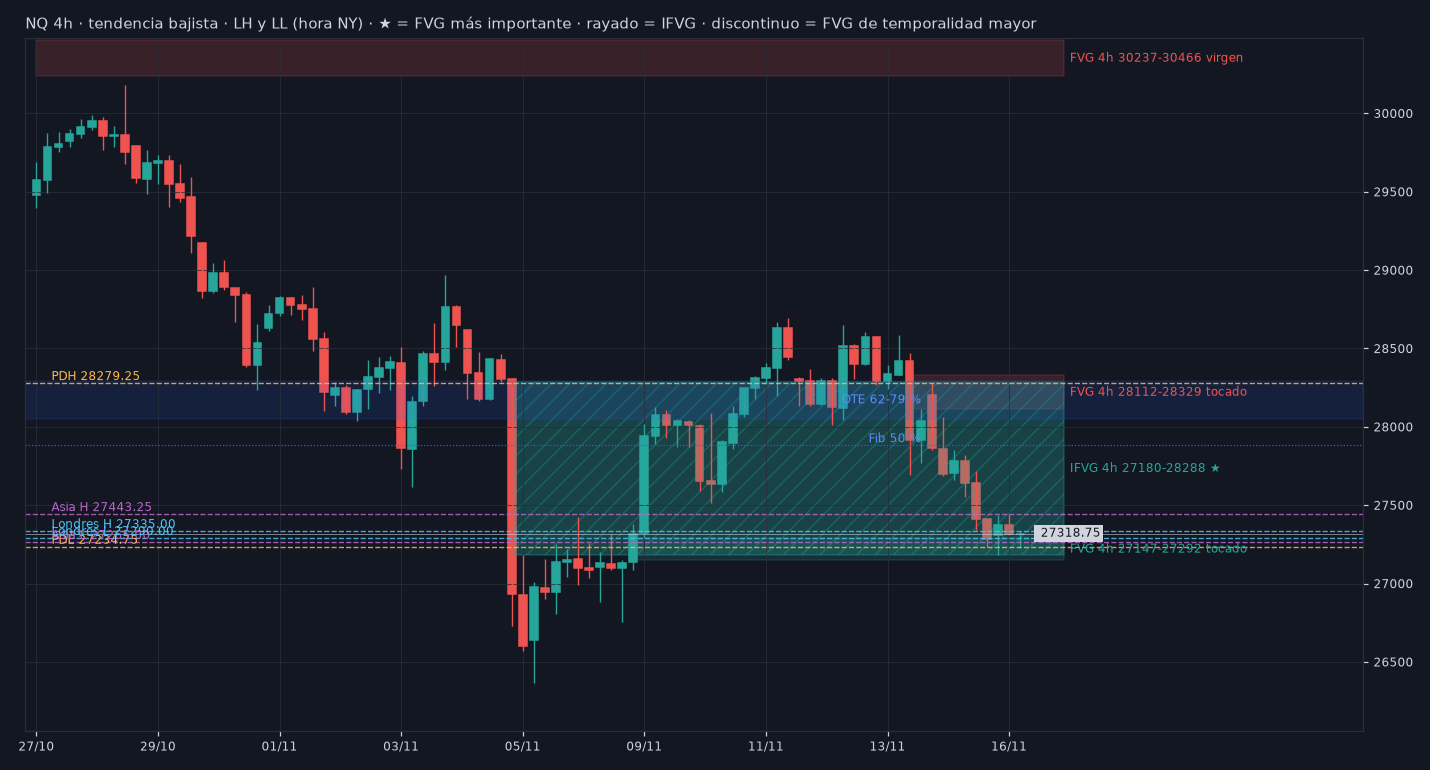 NQ 4h · tendencia bajista · LH y LL (hora NY) · ★ = FVG más importante · rayado = IFVG · discontinuo = FVG de temporalidad mayor
FVG 4h 30237-30466 virgen
30000
29500
29000
28500
PDH 28279.25
FVG 4h 28112-28329 tocado
OTE 62-79 %
28000
Fib 50 %
IFVG 4h 27180-28288 ★
Asia H 27443.25
27500
Londres H 27335.00
27318.75
PDL 27234.75
FVG 4h 27147-27292 tocado
27000
26500
27/10 29/10 01/11 03/11 05/11 09/11 11/11 13/11 16/11